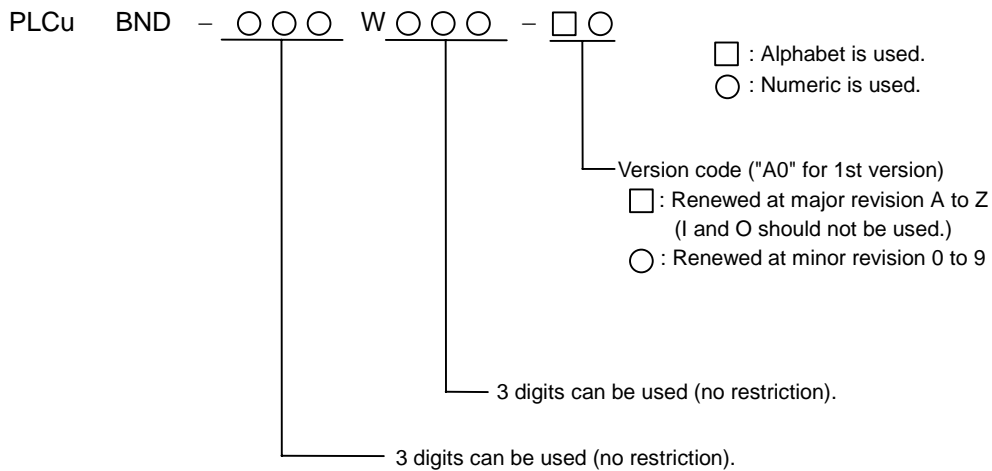 PLCu BND – ○○○ W○○○ – □○
□ : Alphabet is used.
○ : Numeric is used.
Version code ("A0" for 1st version)
□ : Renewed at major revision A to Z
(I and O should not be used.)
○ : Renewed at minor revision 0 to 9
3 digits can be used (no restriction).
3 digits can be used (no restriction).